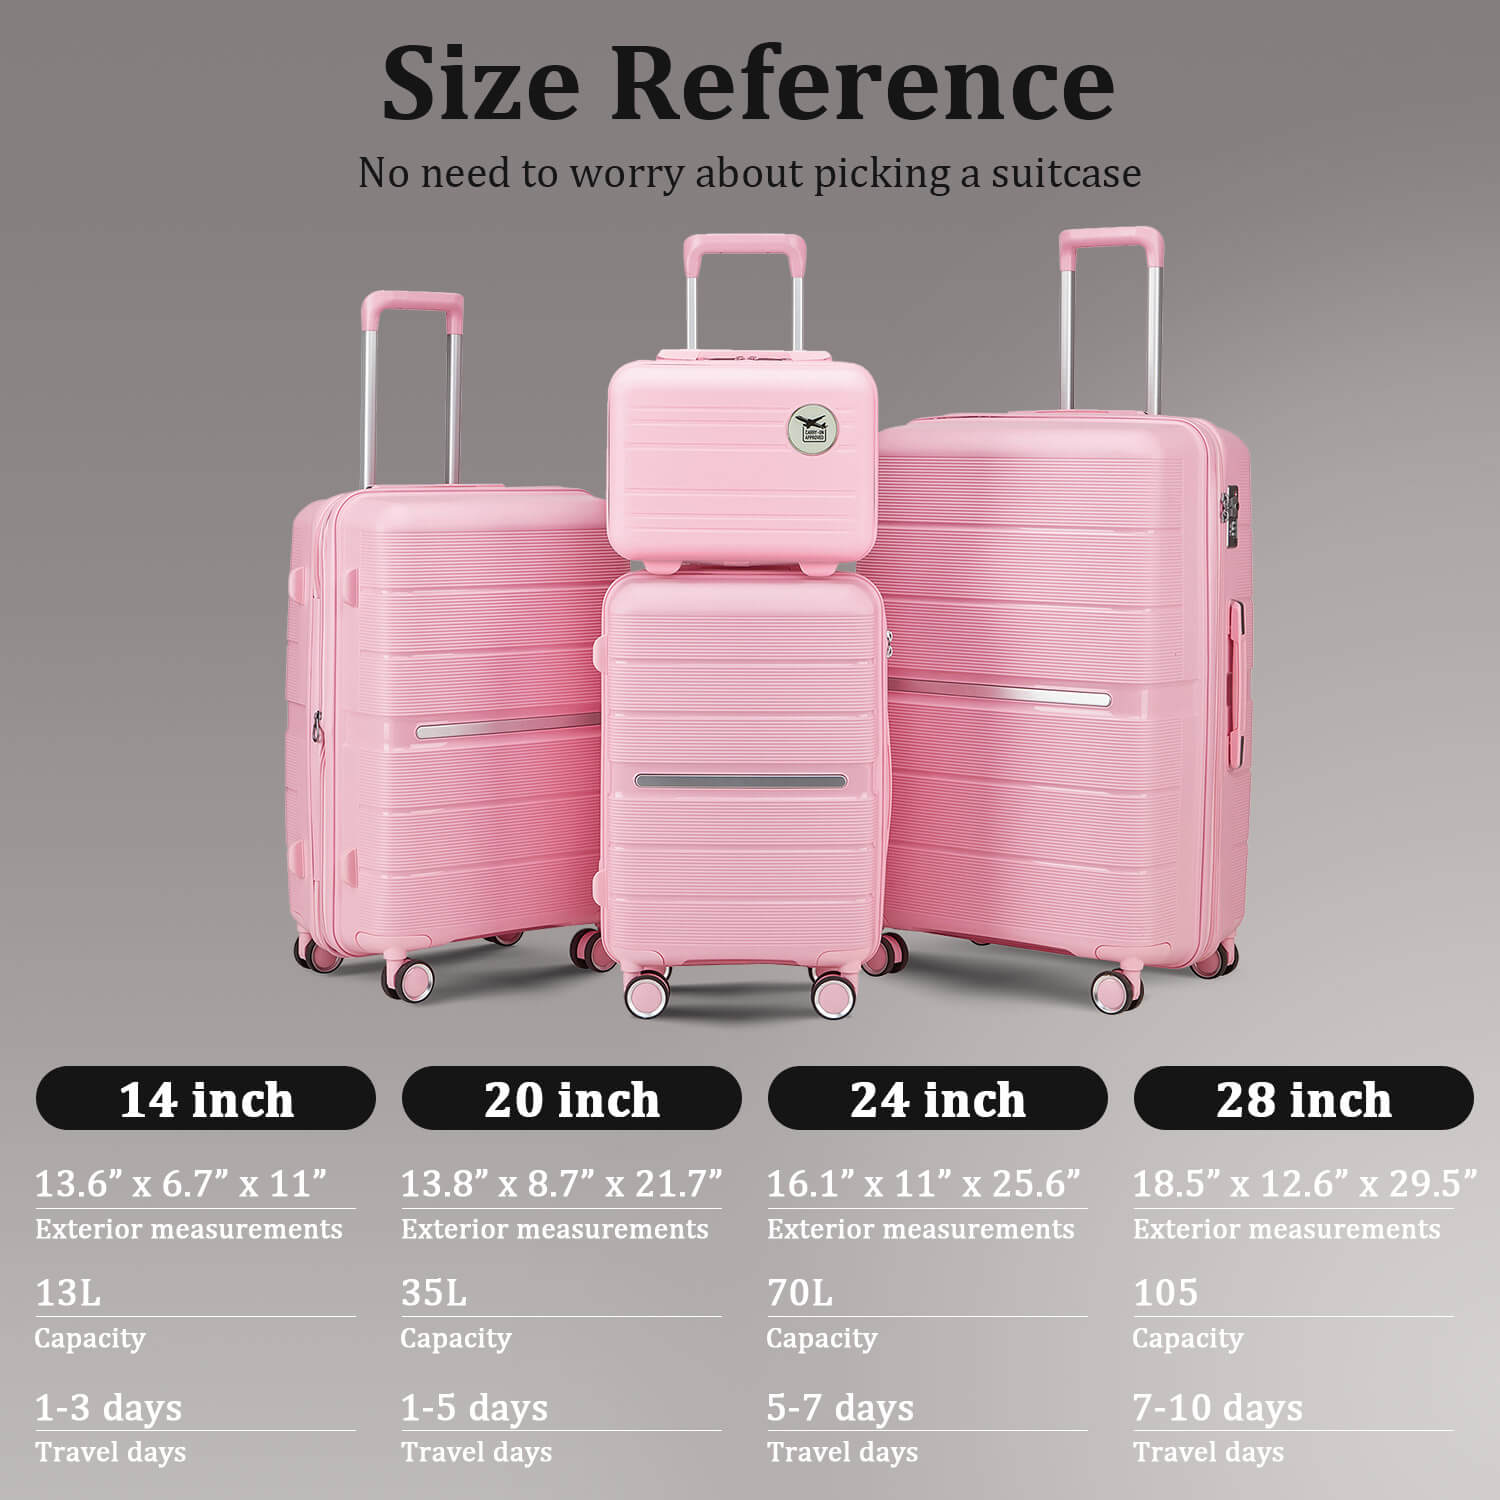 Size Reference
No need to worry about picking a suitcase
CARRY-ON
APPROVED
14 inch
13.6” x 6.7” x 11”
Exterior measurements
13L
Capacity
1-3 days
Travel days
20 inch
13.8” x 8.7” x 21.7”
Exterior measurements
35L
Capacity
1-5 days
Travel days
24 inch
16.1” x 11” x 25.6”
Exterior measurements
70L
Capacity
5-7 days
Travel days
28 inch
18.5” x 12.6” x 29.5”
Exterior measurements
105
Capacity
7-10 days
Travel days